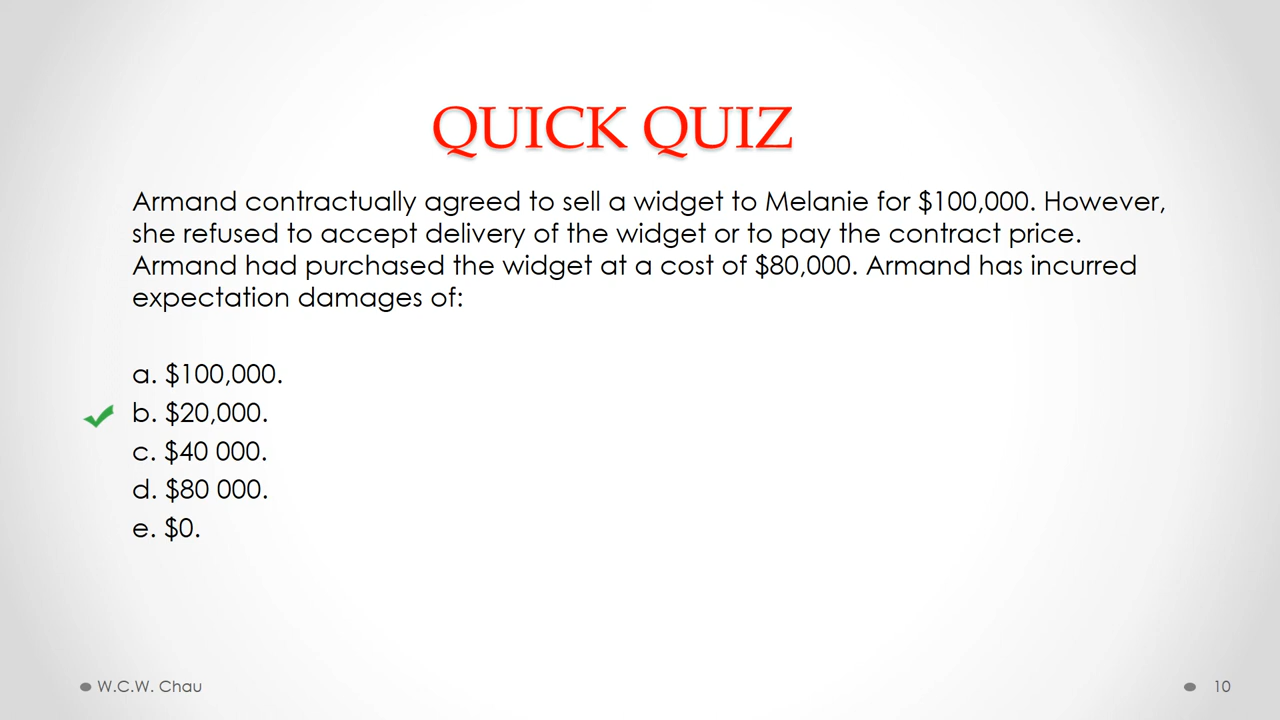 QUICK QUIZ
Armand contractually agreed to sell a widget to Melanie for $100,000. However,
she refused to accept delivery of the widget or to pay the contract price.
Armand had purchased the widget at a cost of $80,000. Armand has incurred
expectation damages of:
a. $100,000.
b. $20,000.
c. $40 000.
d. $80 000.
e. $0.
W.C.W. Chau
10